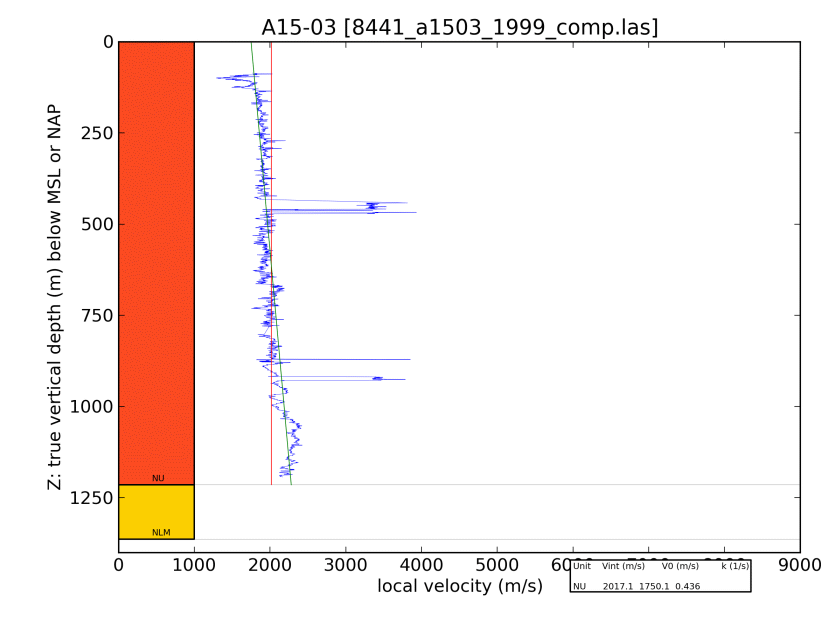 A15-03 [8441_a1503_1999_comp.las]
Z: true vertical depth (m) below MSL or NAP
0
250
500
750
1000
1250
NU
NLM
0 1000 2000 3000 4000 5000 9000
local velocity (m/s)
Unit Vint (m/s) V0 (m/s) k (1/s)
NU 2017.1 1750.1 0.436